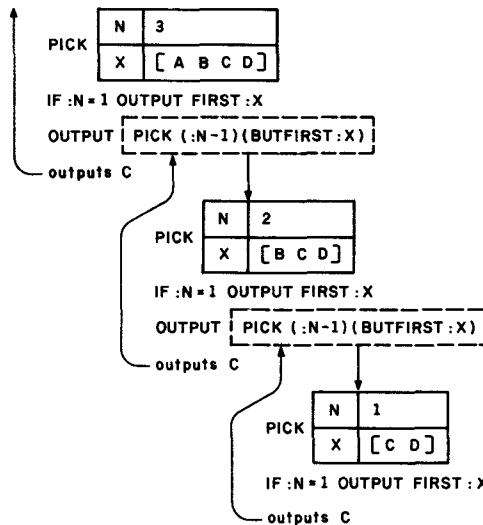 N 3
PICK
X [ A B C D ]
IF :N=1 OUTPUT FIRST :X
OUTPUT PICK (:N-1)(BUTFIRST :X)
outputs C
N 2
PICK
X [ B C D ]
IF :N=1 OUTPUT FIRST :X
OUTPUT PICK (:N-1)(BUTFIRST :X)
outputs C
N 1
PICK
X [ C D ]
IF :N=1 OUTPUT FIRST :X
outputs C